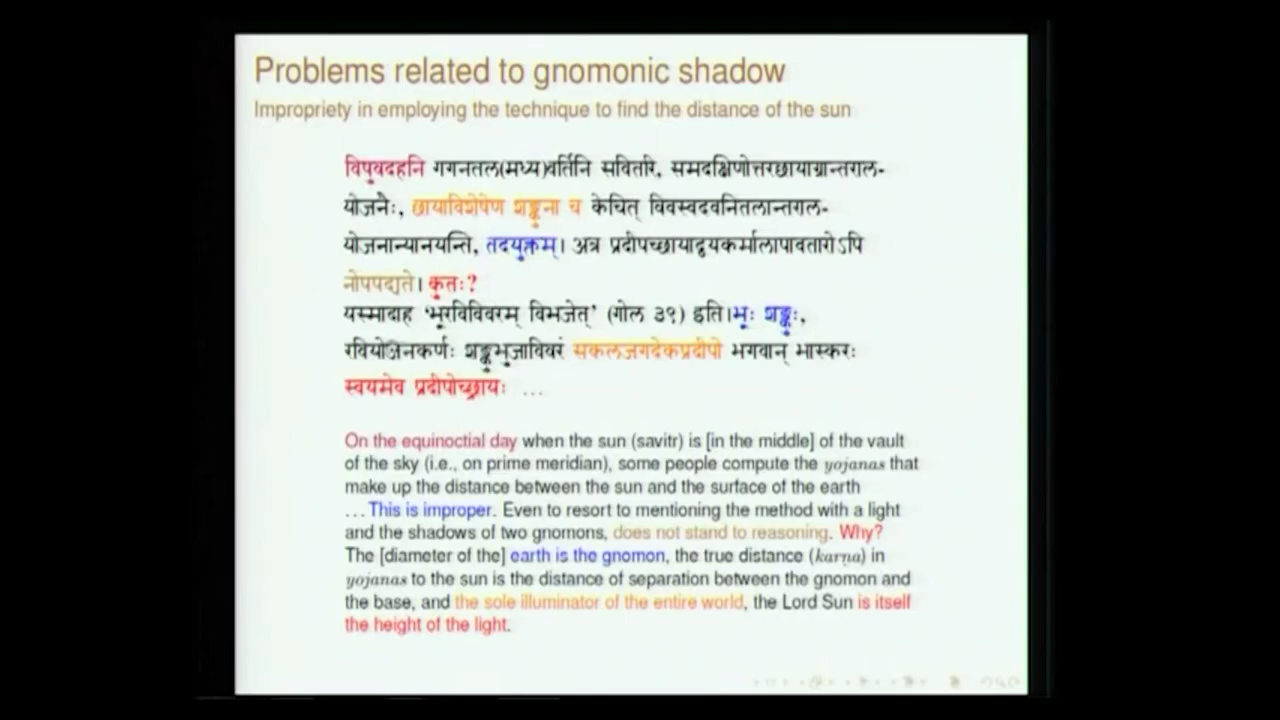 Problems related to gnomonic shadow
Impropriety in employing the technique to find the distance of the sun
विषुवदहनि गगनतल(मध्य)वर्तिनि सवितरि, समदक्षिणोत्तरछायाग्रान्तराल-
योजनैः, छायाविशेषेण शङ्कुना च केचित् विवस्वदवनितलान्तराल-
योजनान्यानयन्ति, तदयुक्तम्। अत्र प्रदीपच्छायाद्वयकर्मालापावतारोऽपि
नोपपद्यते। कुतः?
यस्मादाह ‘भूरविविवरम् विभजेत्’ (गोल ३९) इति।भूः शङ्कुः,
रवियोजनकर्णः शङ्कुभुजाविवरं सकलजगदेकप्रदीपो भगवान् भास्करः
स्वयमेव प्रदीपोच्छ्रायः ...
On the equinoctial day when the sun (savitr) is [in the middle] of the vault
of the sky (i.e., on prime meridian), some people compute the yojanas that
make up the distance between the sun and the surface of the earth
... This is improper. Even to resort to mentioning the method with a light
and the shadows of two gnomons, does not stand to reasoning. Why?
The [diameter of the] earth is the gnomon, the true distance (karṇa) in
yojanas to the sun is the distance of separation between the gnomon and
the base, and the sole illuminator of the entire world, the Lord Sun is itself
the height of the light.